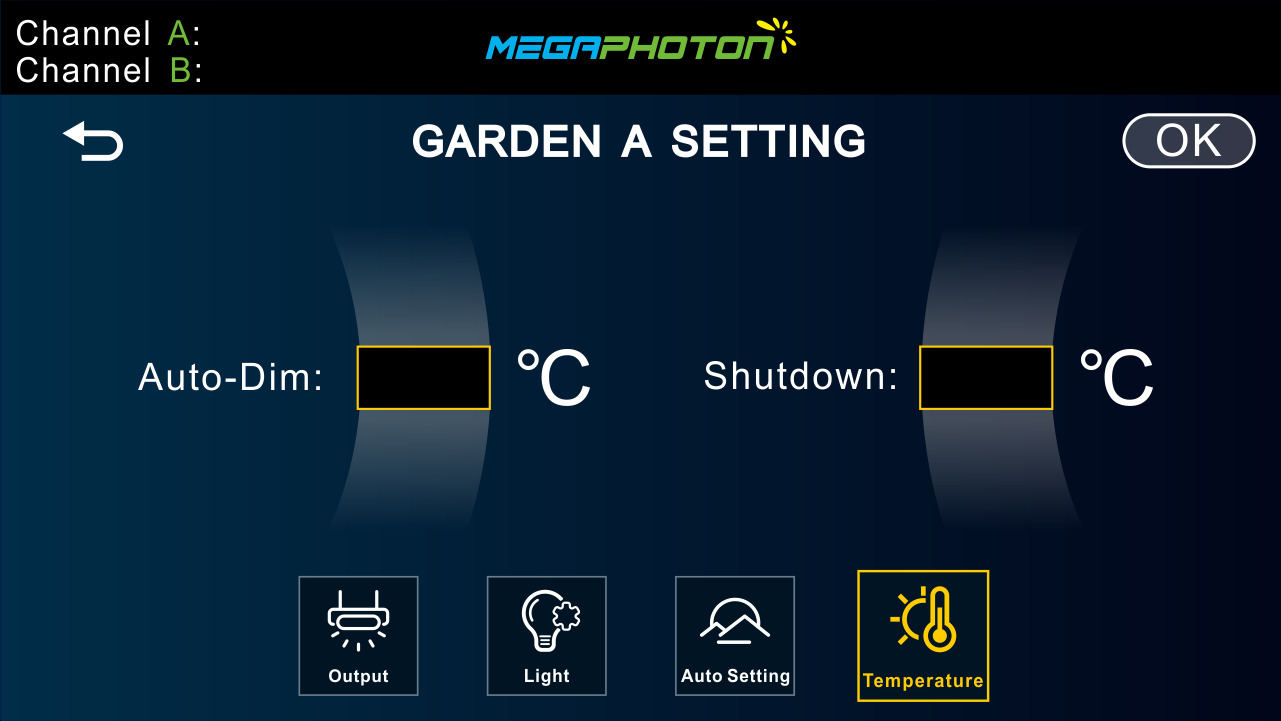 Channel A:
Channel B:
MEGAPHOTON
GARDEN A SETTING
OK
Auto-Dim:
℃
Shutdown:
℃
Output
Light
Auto Setting
Temperature